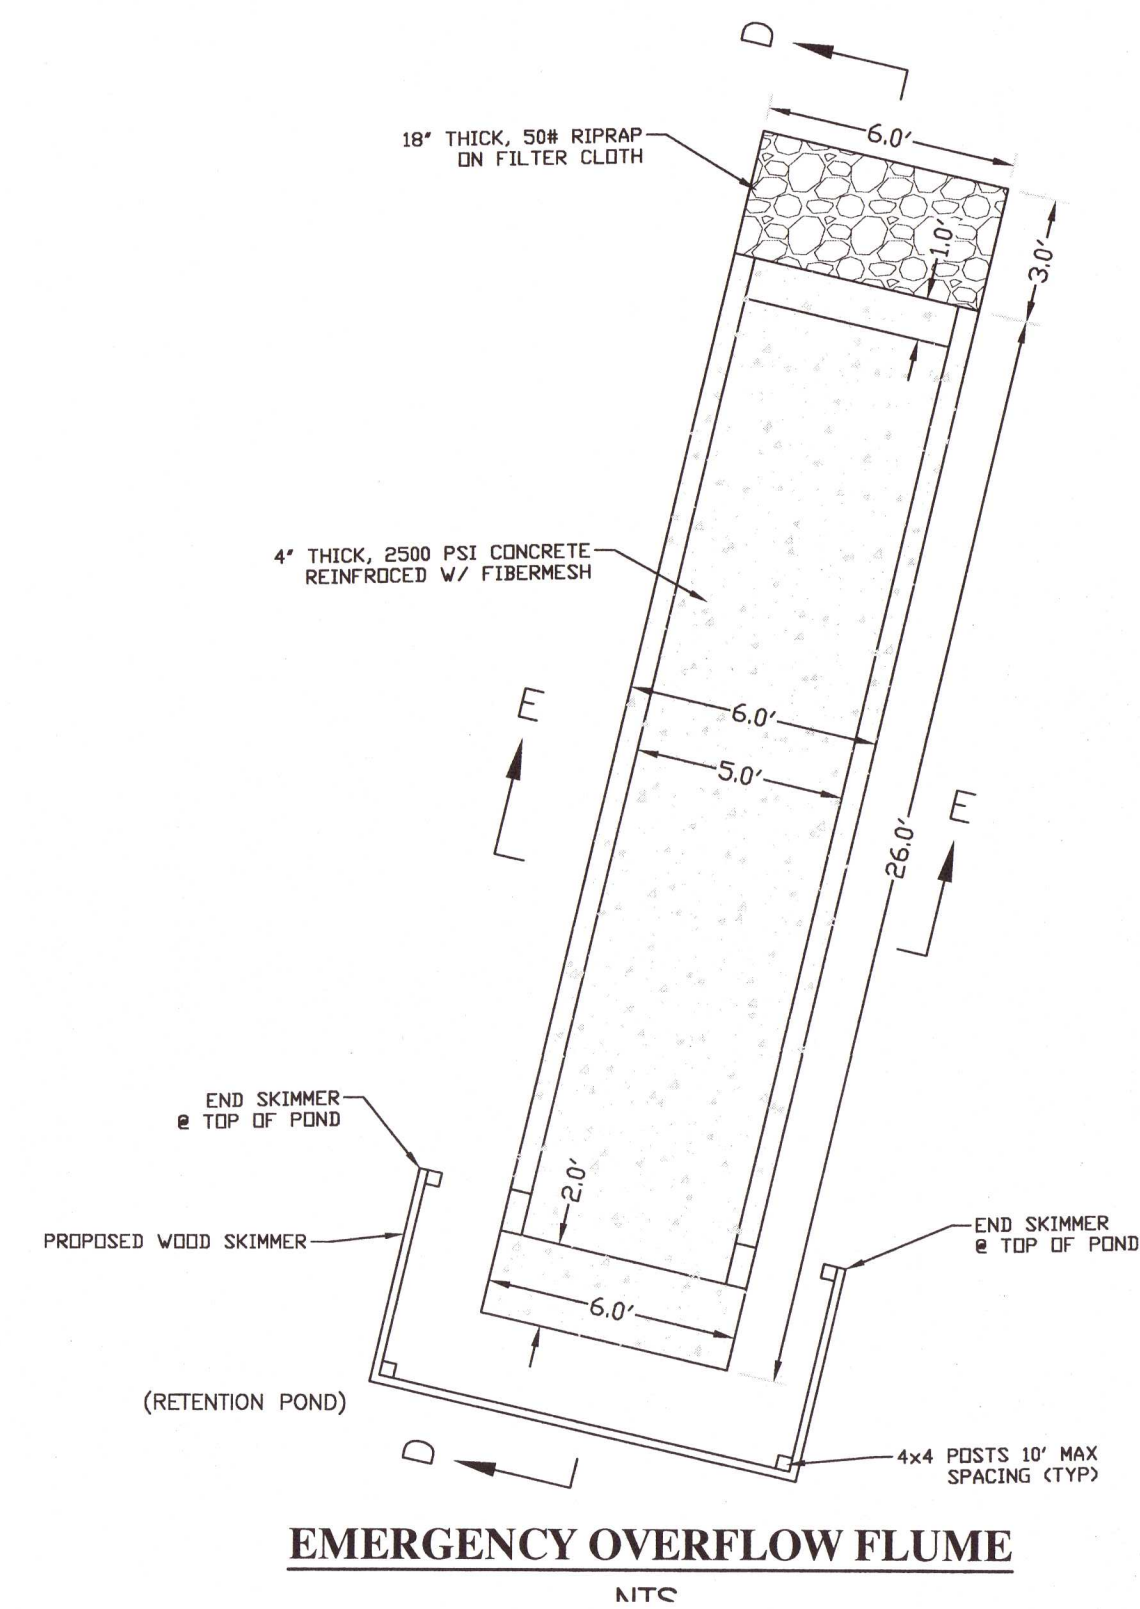 D
6.0'
18" THICK, 50# RIPRAP
ON FILTER CLOTH
1.0'
3.0'
4" THICK, 2500 PSI CONCRETE
REINFROCED W/ FIBERMESH
E
6.0'
5.0'
E
26.0'
END SKIMMER
@ TOP OF POND
2.0'
PROPOSED WOOD SKIMMER
END SKIMMER
@ TOP OF POND
6.0'
(RETENTION POND)
D
4x4 POSTS 10' MAX
SPACING (TYP)
EMERGENCY OVERFLOW FLUME
NTS